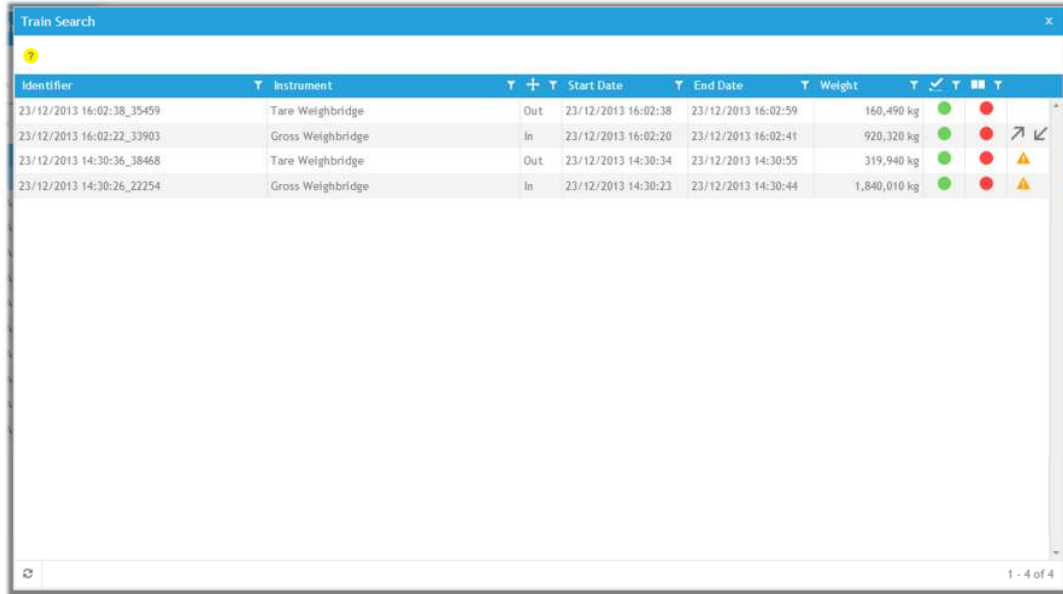 Train Search x
?
Identifier Instrument Start Date End Date Weight
23/12/2013 16:02:38_35459 Tare Weighbridge Out 23/12/2013 16:02:38 23/12/2013 16:02:59 160,490 kg
23/12/2013 16:02:22_33903 Gross Weighbridge In 23/12/2013 16:02:20 23/12/2013 16:02:41 920,320 kg
23/12/2013 14:30:36_38468 Tare Weighbridge Out 23/12/2013 14:30:34 23/12/2013 14:30:55 319,940 kg
23/12/2013 14:30:26_22254 Gross Weighbridge In 23/12/2013 14:30:23 23/12/2013 14:30:44 1,840,010 kg
1 - 4 of 4